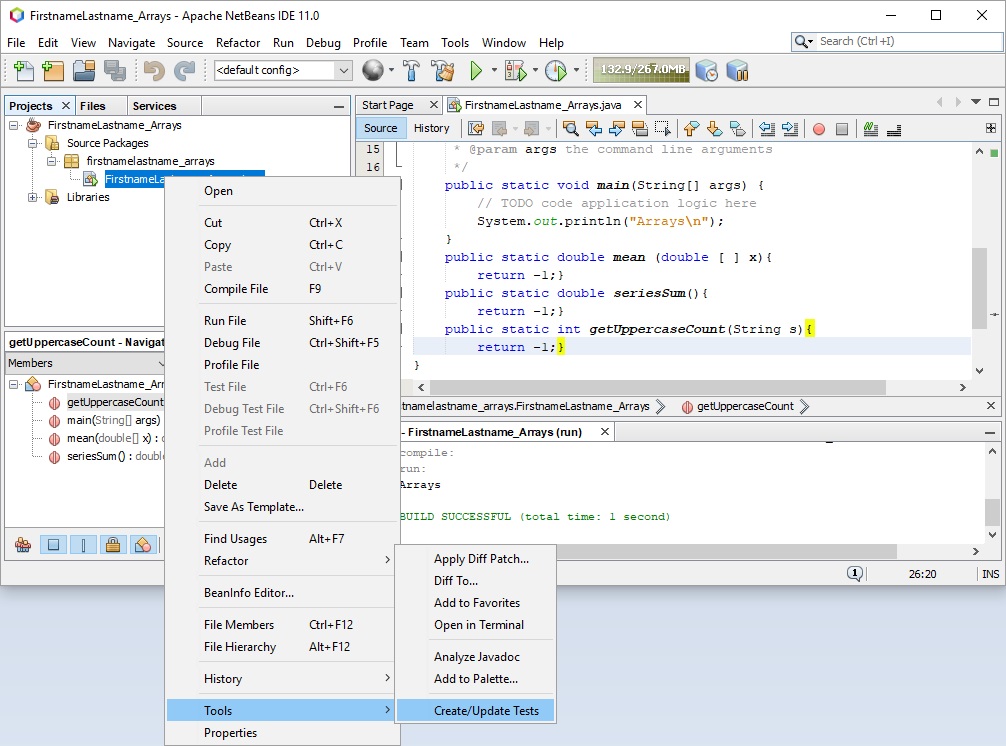 FirstnameLastname_Arrays - Apache NetBeans IDE 11.0
File Edit View Navigate Source Refactor Run Debug Profile Team Tools Window Help
Search (Ctrl+I)
<default config>
132.9/267.0MB
Projects Files Services
FirstnameLastname_Arrays
Source Packages
firstnamelastname_arrays
FirstnameLa
Libraries
Start Page FirstnameLastname_Arrays.java
Source History
15 * @param args the command line arguments
16 */
public static void main(String[] args) {
// TODO code application logic here
System.out.println("Arrays\n");
}
public static double mean (double [ ] x){
return -1;}
public static double seriesSum(){
return -1;}
public static int getUppercaseCount(String s){
return -1;}
}
tnamelastname_arrays.FirstnameLastname_Arrays getUppercaseCount
- FirstnameLastname_Arrays (run)
compile:
run:
Arrays
BUILD SUCCESSFUL (total time: 1 second)
1 26:20 INS
getUppercaseCount - Navigat
Members
FirstnameLastname_Arr
getUppercaseCount
main(String[] args)
mean(double[] x) :
seriesSum() : double
Open
Cut Ctrl+X
Copy Ctrl+C
Paste Ctrl+V
Compile File F9
Run File Shift+F6
Debug File Ctrl+Shift+F5
Profile File
Test File Ctrl+F6
Debug Test File Ctrl+Shift+F6
Profile Test File
Add
Delete Delete
Save As Template...
Find Usages Alt+F7
Refactor
BeanInfo Editor...
File Members Ctrl+F12
File Hierarchy Alt+F12
History
Tools
Properties
Apply Diff Patch...
Diff To...
Add to Favorites
Open in Terminal
Analyze Javadoc
Add to Palette...
Create/Update Tests